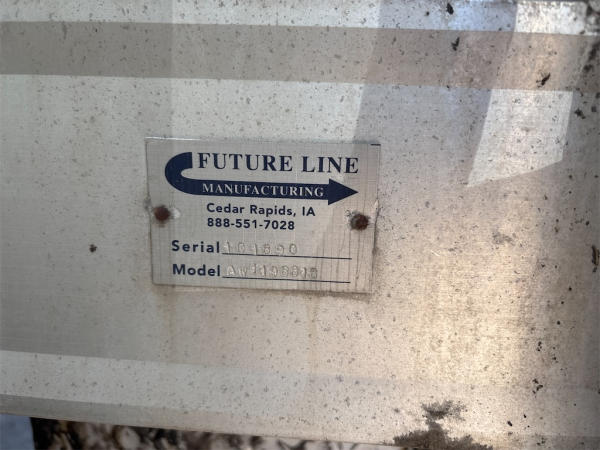 FUTURE LINE
MANUFACTURING
Cedar Rapids, IA
888-551-7028
Serial
Model